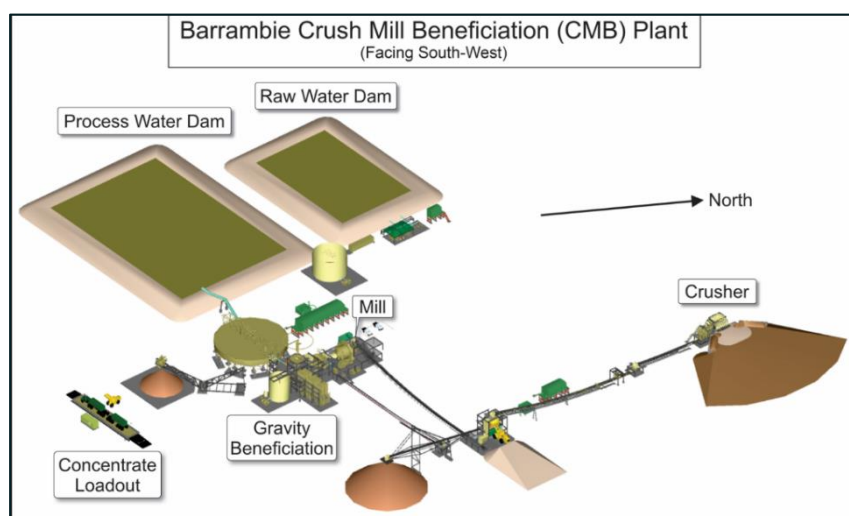 Barrambie Crush Mill Beneficiation (CMB) Plant
(Facing South-West)
Raw Water Dam
Process Water Dam
North
Crusher
Mill
Gravity
Beneficiation
Concentrate
Loadout